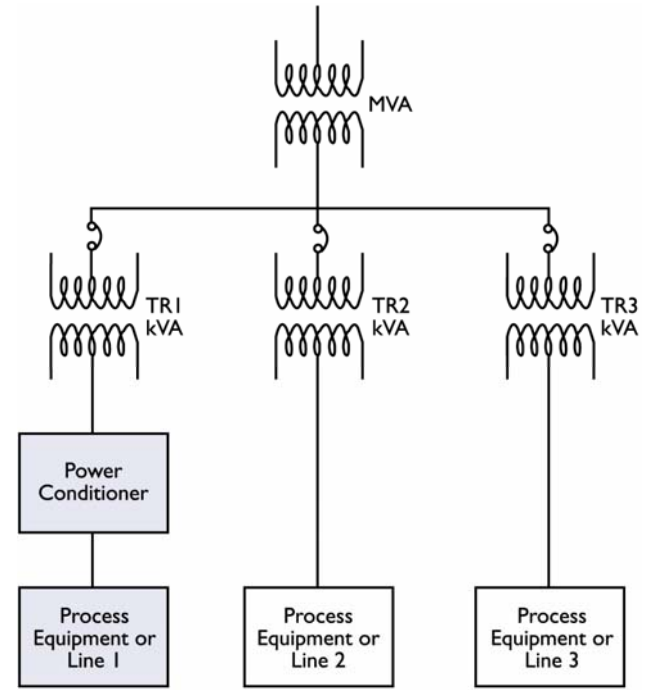 MVA
TR1
kVA
TR2
kVA
TR3
kVA
Power
Conditioner
Process
Equipment or
Line 1
Process
Equipment or
Line 2
Process
Equipment or
Line 3